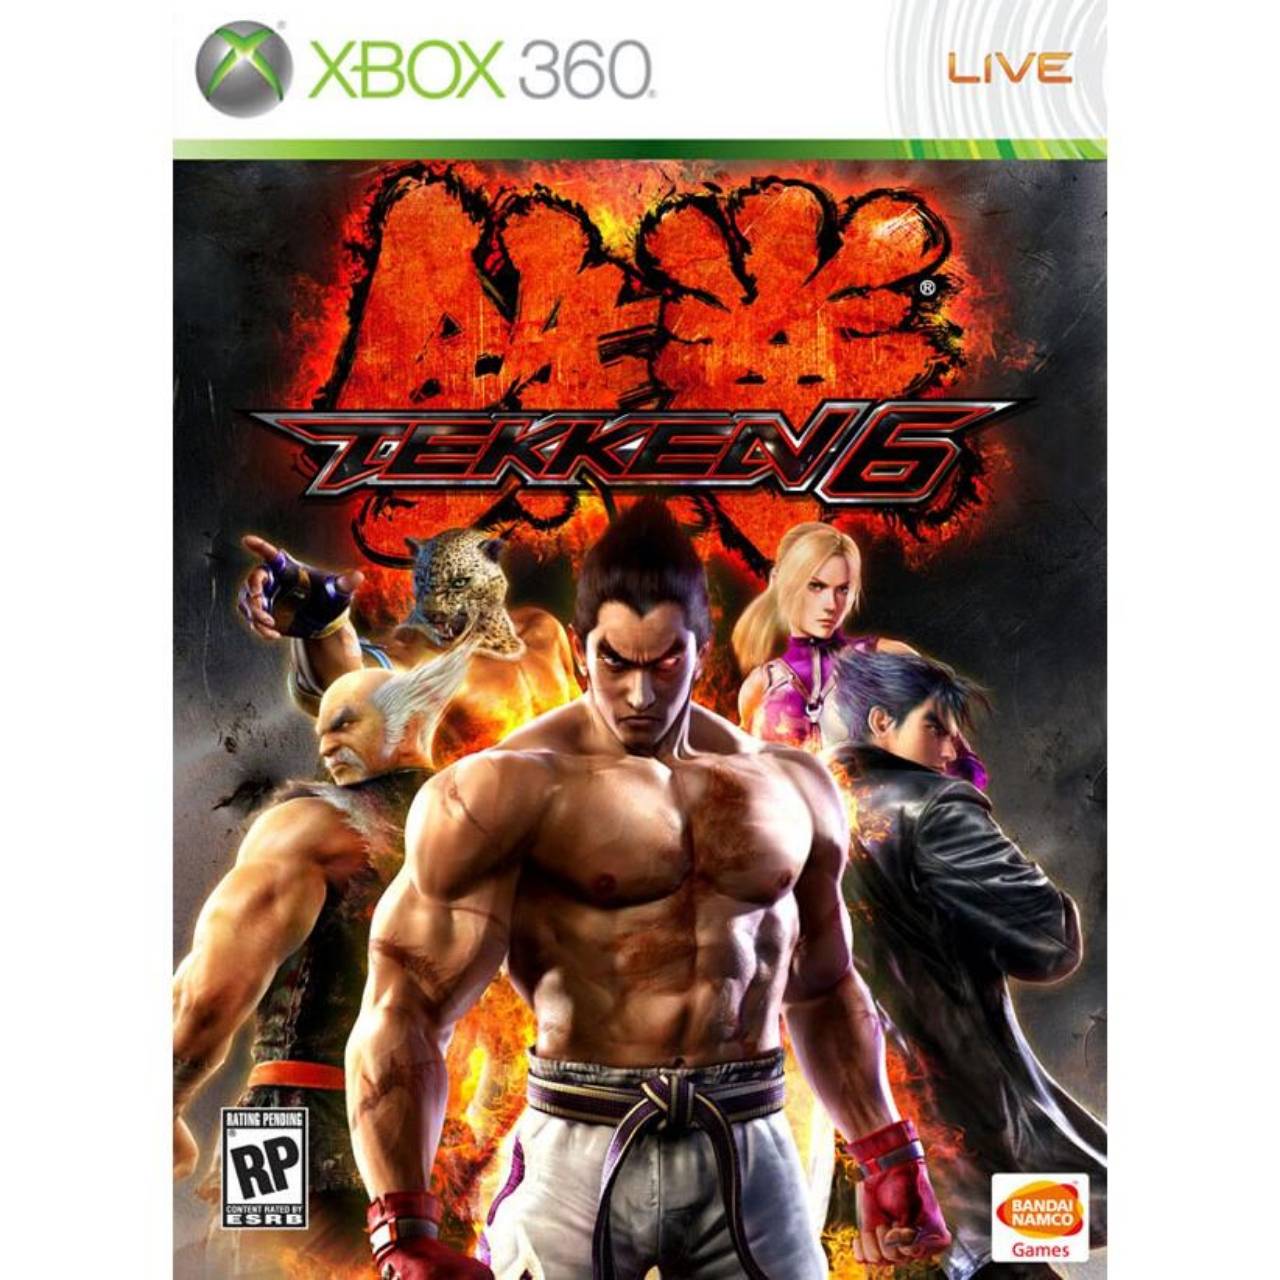 XBOX 360.
LIVE
鉄拳
®
TEKKEN 6
RATING PENDING
RP
CONTENT RATED BY
ESRB
BANDAI
NAMCO
Games